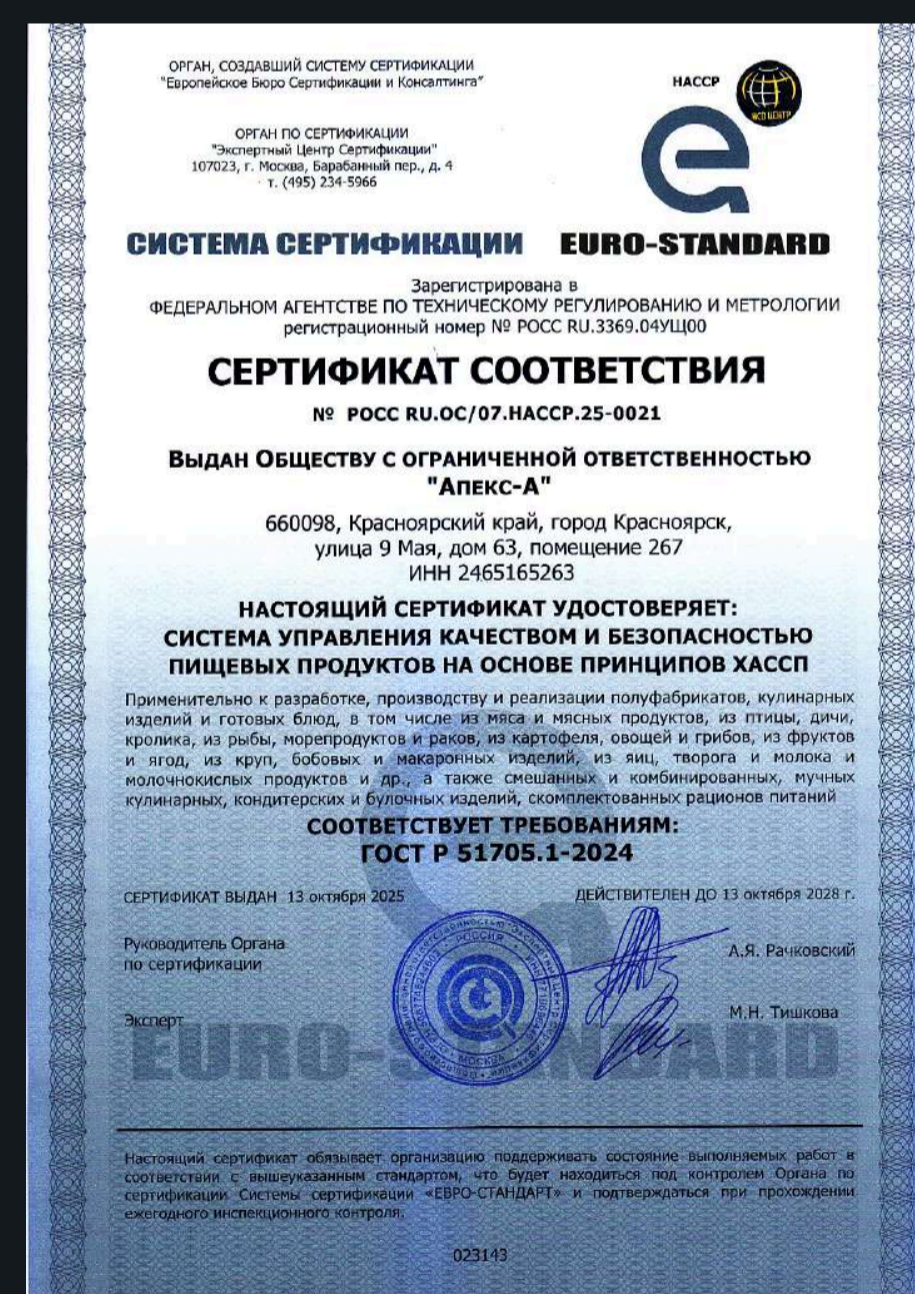 ОРГАН, СОЗДАВШИЙ СИСТЕМУ СЕРТИФИКАЦИИ
"Европейское Бюро Сертификации и Консалтинга"
ОРГАН ПО СЕРТИФИКАЦИИ
"Экспертный Центр Сертификации"
107023, г. Москва, Барабанный пер., д. 4
т. (495) 234-5966
НАССР
СИСТЕМА СЕРТИФИКАЦИИ EURO-STANDARD
Зарегистрирована в
ФЕДЕРАЛЬНОМ АГЕНТСТВЕ ПО ТЕХНИЧЕСКОМУ РЕГУЛИРОВАНИЮ И МЕТРОЛОГИИ
регистрационный номер № РОСС RU.3369.04УЩ00
СЕРТИФИКАТ СООТВЕТСТВИЯ
№ РОСС RU.ОС/07.НАССР.25-0021
Выдан Обществу с ограниченной ответственностью
"Апекс-А"
660098, Красноярский край, город Красноярск,
улица 9 Мая, дом 63, помещение 267
ИНН 2465165263
НАСТОЯЩИЙ СЕРТИФИКАТ УДОСТОВЕРЯЕТ:
СИСТЕМА УПРАВЛЕНИЯ КАЧЕСТВОМ И БЕЗОПАСНОСТЬЮ
ПИЩЕВЫХ ПРОДУКТОВ НА ОСНОВЕ ПРИНЦИПОВ ХАССП
Применительно к разработке, производству и реализации полуфабрикатов, кулинарных
изделий и готовых блюд, в том числе из мяса и мясных продуктов, из птицы, дичи,
кролика, из рыбы, морепродуктов и раков, из картофеля, овощей и грибов, из фруктов
и ягод, из круп, бобовых и макаронных изделий, из яиц, творога и молока и
молочнокислых продуктов и др., а также смешанных и комбинированных, мучных
кулинарных, кондитерских и булочных изделий, скомплектованных рационов питаний
СООТВЕТСТВУЕТ ТРЕБОВАНИЯМ:
ГОСТ Р 51705.1-2024
СЕРТИФИКАТ ВЫДАН 13 октября 2025
ДЕЙСТВИТЕЛЕН ДО 13 октября 2028 г.
Руководитель Органа
по сертификации
А.Я. Рачковский
Эксперт
М.Н. Тишкова
РОССИЯ
МОСКВА
EURO-STANDARD
Настоящий сертификат обязывает организацию поддерживать состояние выполняемых работ в
соответствии с вышеуказанным стандартом, что будет находиться под контролем Органа по
сертификации Системы сертификации «ЕВРО-СТАНДАРТ» и подтверждаться при прохождении
ежегодного инспекционного контроля.
023143